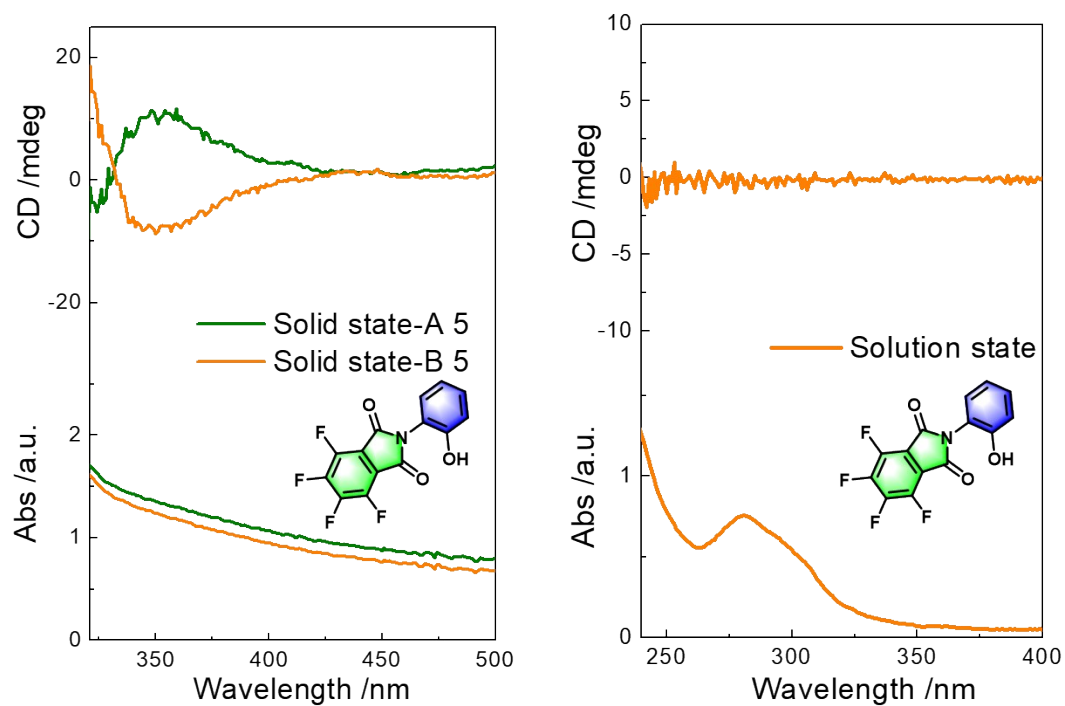 20
0
-20
CD /mdeg
Solid state-A 5
Solid state-B 5
O
N
OH
O
F
F
F
F
2
1
0
Abs /a.u.
350
400
450
500
Wavelength /nm
10
5
0
-5
-10
CD /mdeg
Solution state
O
N
OH
O
F
F
F
F
1
0
Abs /a.u.
250
300
350
400
Wavelength /nm